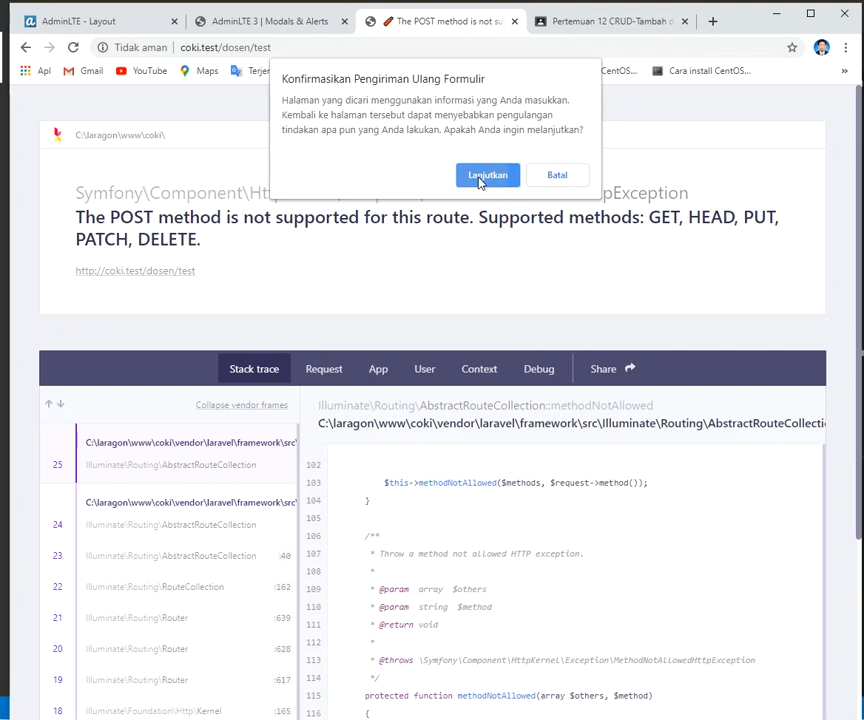 AdminLTE - Layout
AdminLTE 3 | Modals & Alerts
The POST method is not su
Pertemuan 12 CRUD-Tambah d
Tidak aman
coki.test/dosen/test
Apl
Gmail
YouTube
Maps
Terjer
CentOS...
Cara install CentOS...
Konfirmasikan Pengiriman Ulang Formulir
Halaman yang dicari menggunakan informasi yang Anda masukkan.
Kembali ke halaman tersebut dapat menyebabkan pengulangan
tindakan apa pun yang Anda lakukan. Apakah Anda ingin melanjutkan?
Lanjutkan
Batal
C:\laragon\www\coki\
Symfony\Component\Htt
pException
The POST method is not supported for this route. Supported methods: GET, HEAD, PUT,
PATCH, DELETE.
http://coki.test/dosen/test
Stack trace
Request
App
User
Context
Debug
Share
Collapse vendor frames
Illuminate\Routing\AbstractRouteCollection::methodNotAllowed
C:\laragon\www\coki\vendor\laravel\framework\src\Illuminate\Routing\AbstractRouteCollecti
C:\laragon\www\coki\vendor\laravel\framework\src\
25 Illuminate\Routing\AbstractRouteCollection
C:\laragon\www\coki\vendor\laravel\framework\src\
24 Illuminate\Routing\AbstractRouteCollection
23 Illuminate\Routing\AbstractRouteCollection :40
22 Illuminate\Routing\RouteCollection :162
21 Illuminate\Routing\Router :639
20 Illuminate\Routing\Router :628
19 Illuminate\Routing\Router :617
18 Illuminate\Foundation\Http\Kernel :165
102
103 $this->methodNotAllowed($methods, $request->method());
104 }
105
106 /**
107 * Throw a method not allowed HTTP exception.
108 *
109 * @param array $others
110 * @param string $method
111 * @return void
112 *
113 * @throws \Symfony\Component\HttpKernel\Exception\MethodNotAllowedHttpException
114 */
115 protected function methodNotAllowed(array $others, $method)
116 {